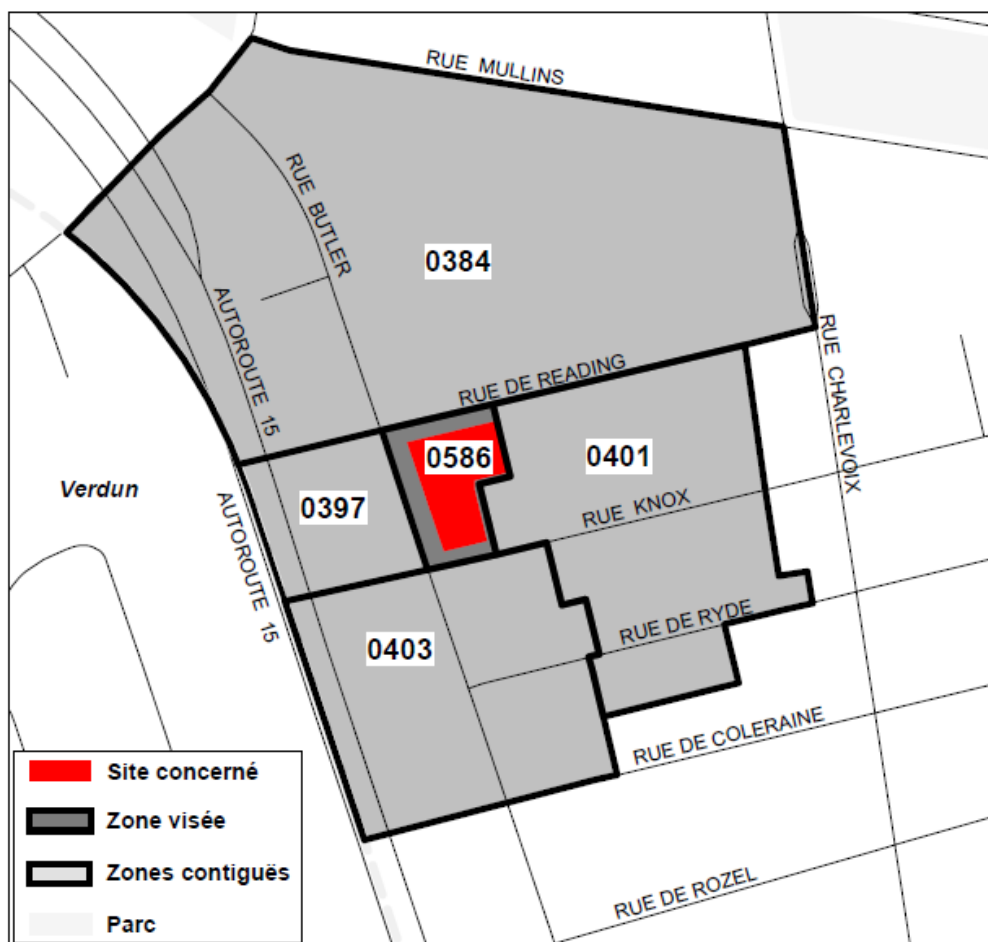 RUE MULLINS
RUE BUTLER
0384
AUTOROUTE 15
RUE CHARLEVOIX
RUE DE READING
0586
0401
Verdun
0397
RUE KNOX
AUTOROUTE 15
0403
RUE DE RYDE
RUE DE COLERAINE
RUE DE ROZEL
Site concerné
Zone visée
Zones contiguës
Parc